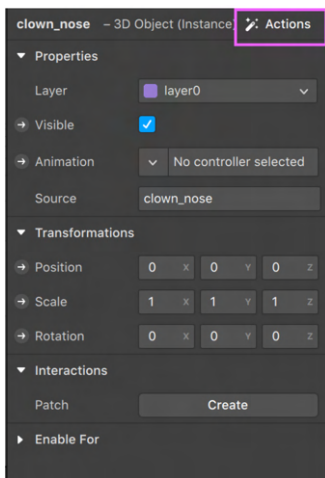 clown_nose – 3D Object (Instance) Actions
Properties
Layer layer0
Visible
Animation No controller selected
Source clown_nose
Transformations
Position 0 X 0 Y 0 Z
Scale 1 X 1 Y 1 Z
Rotation 0 X 0 Y 0 Z
Interactions
Patch Create
Enable For